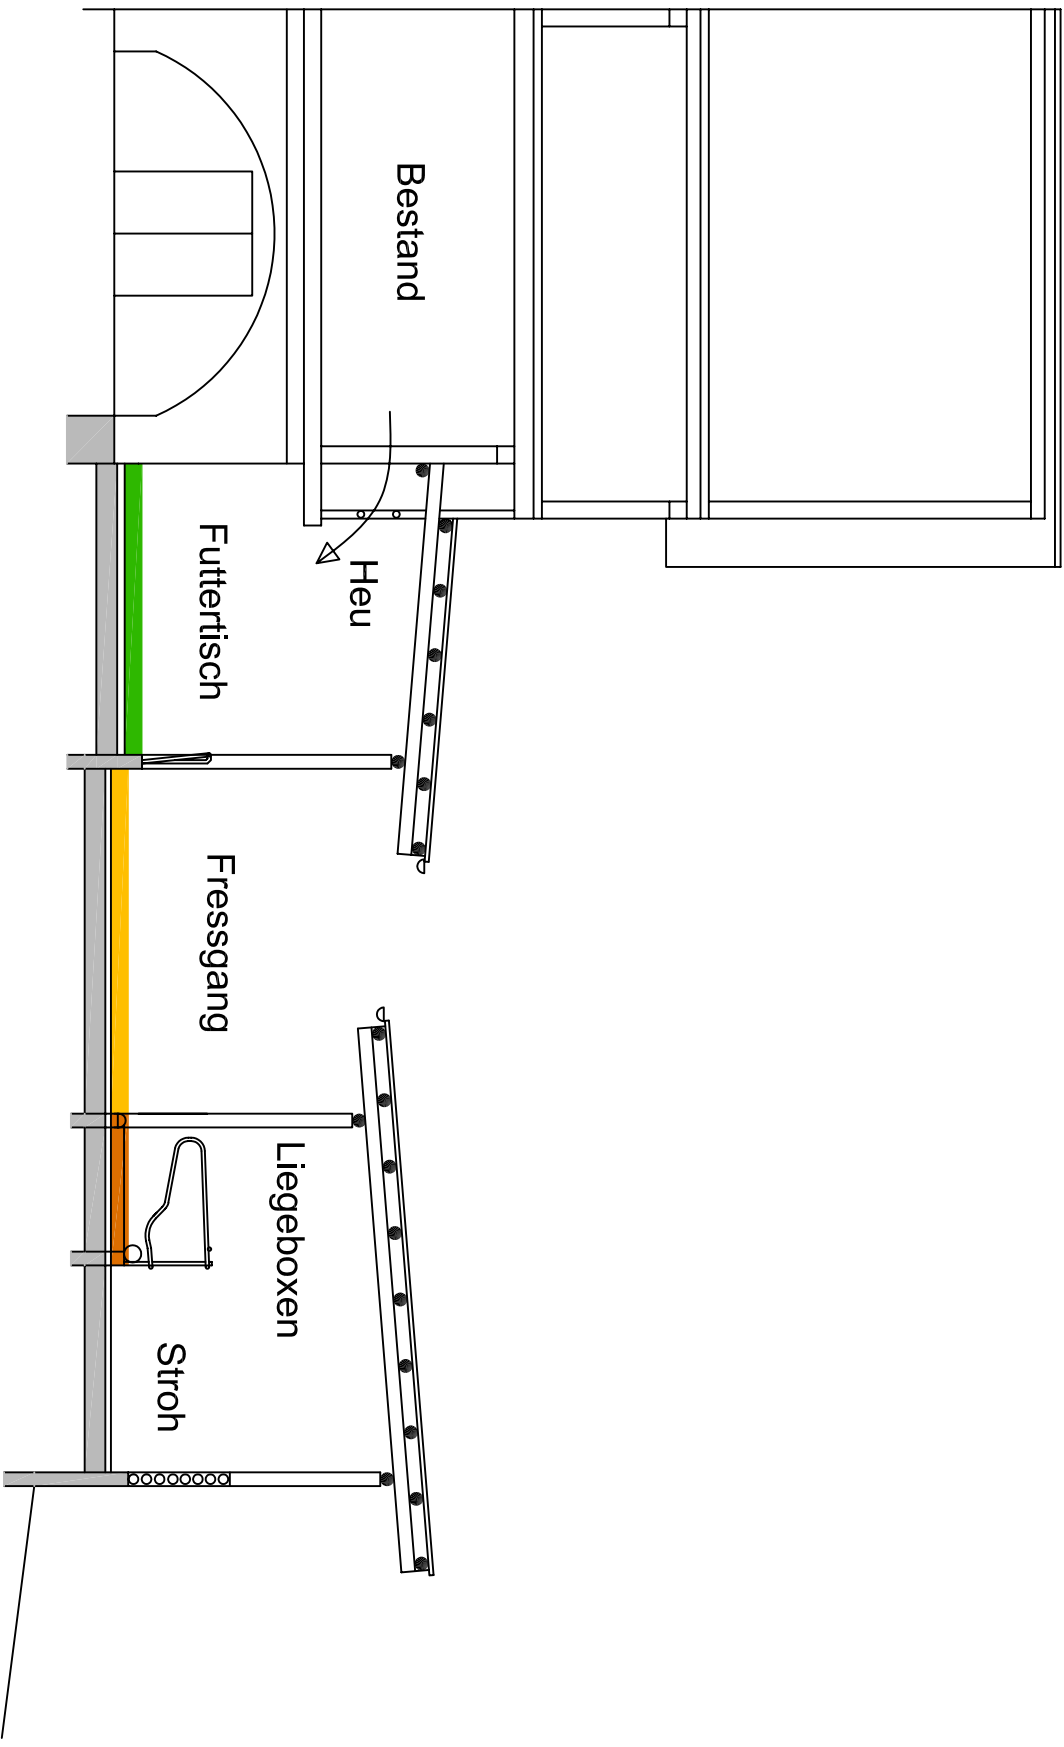 Bestand
Heu
Futtertisch
Fressgang
Liegeboxen
Stroh